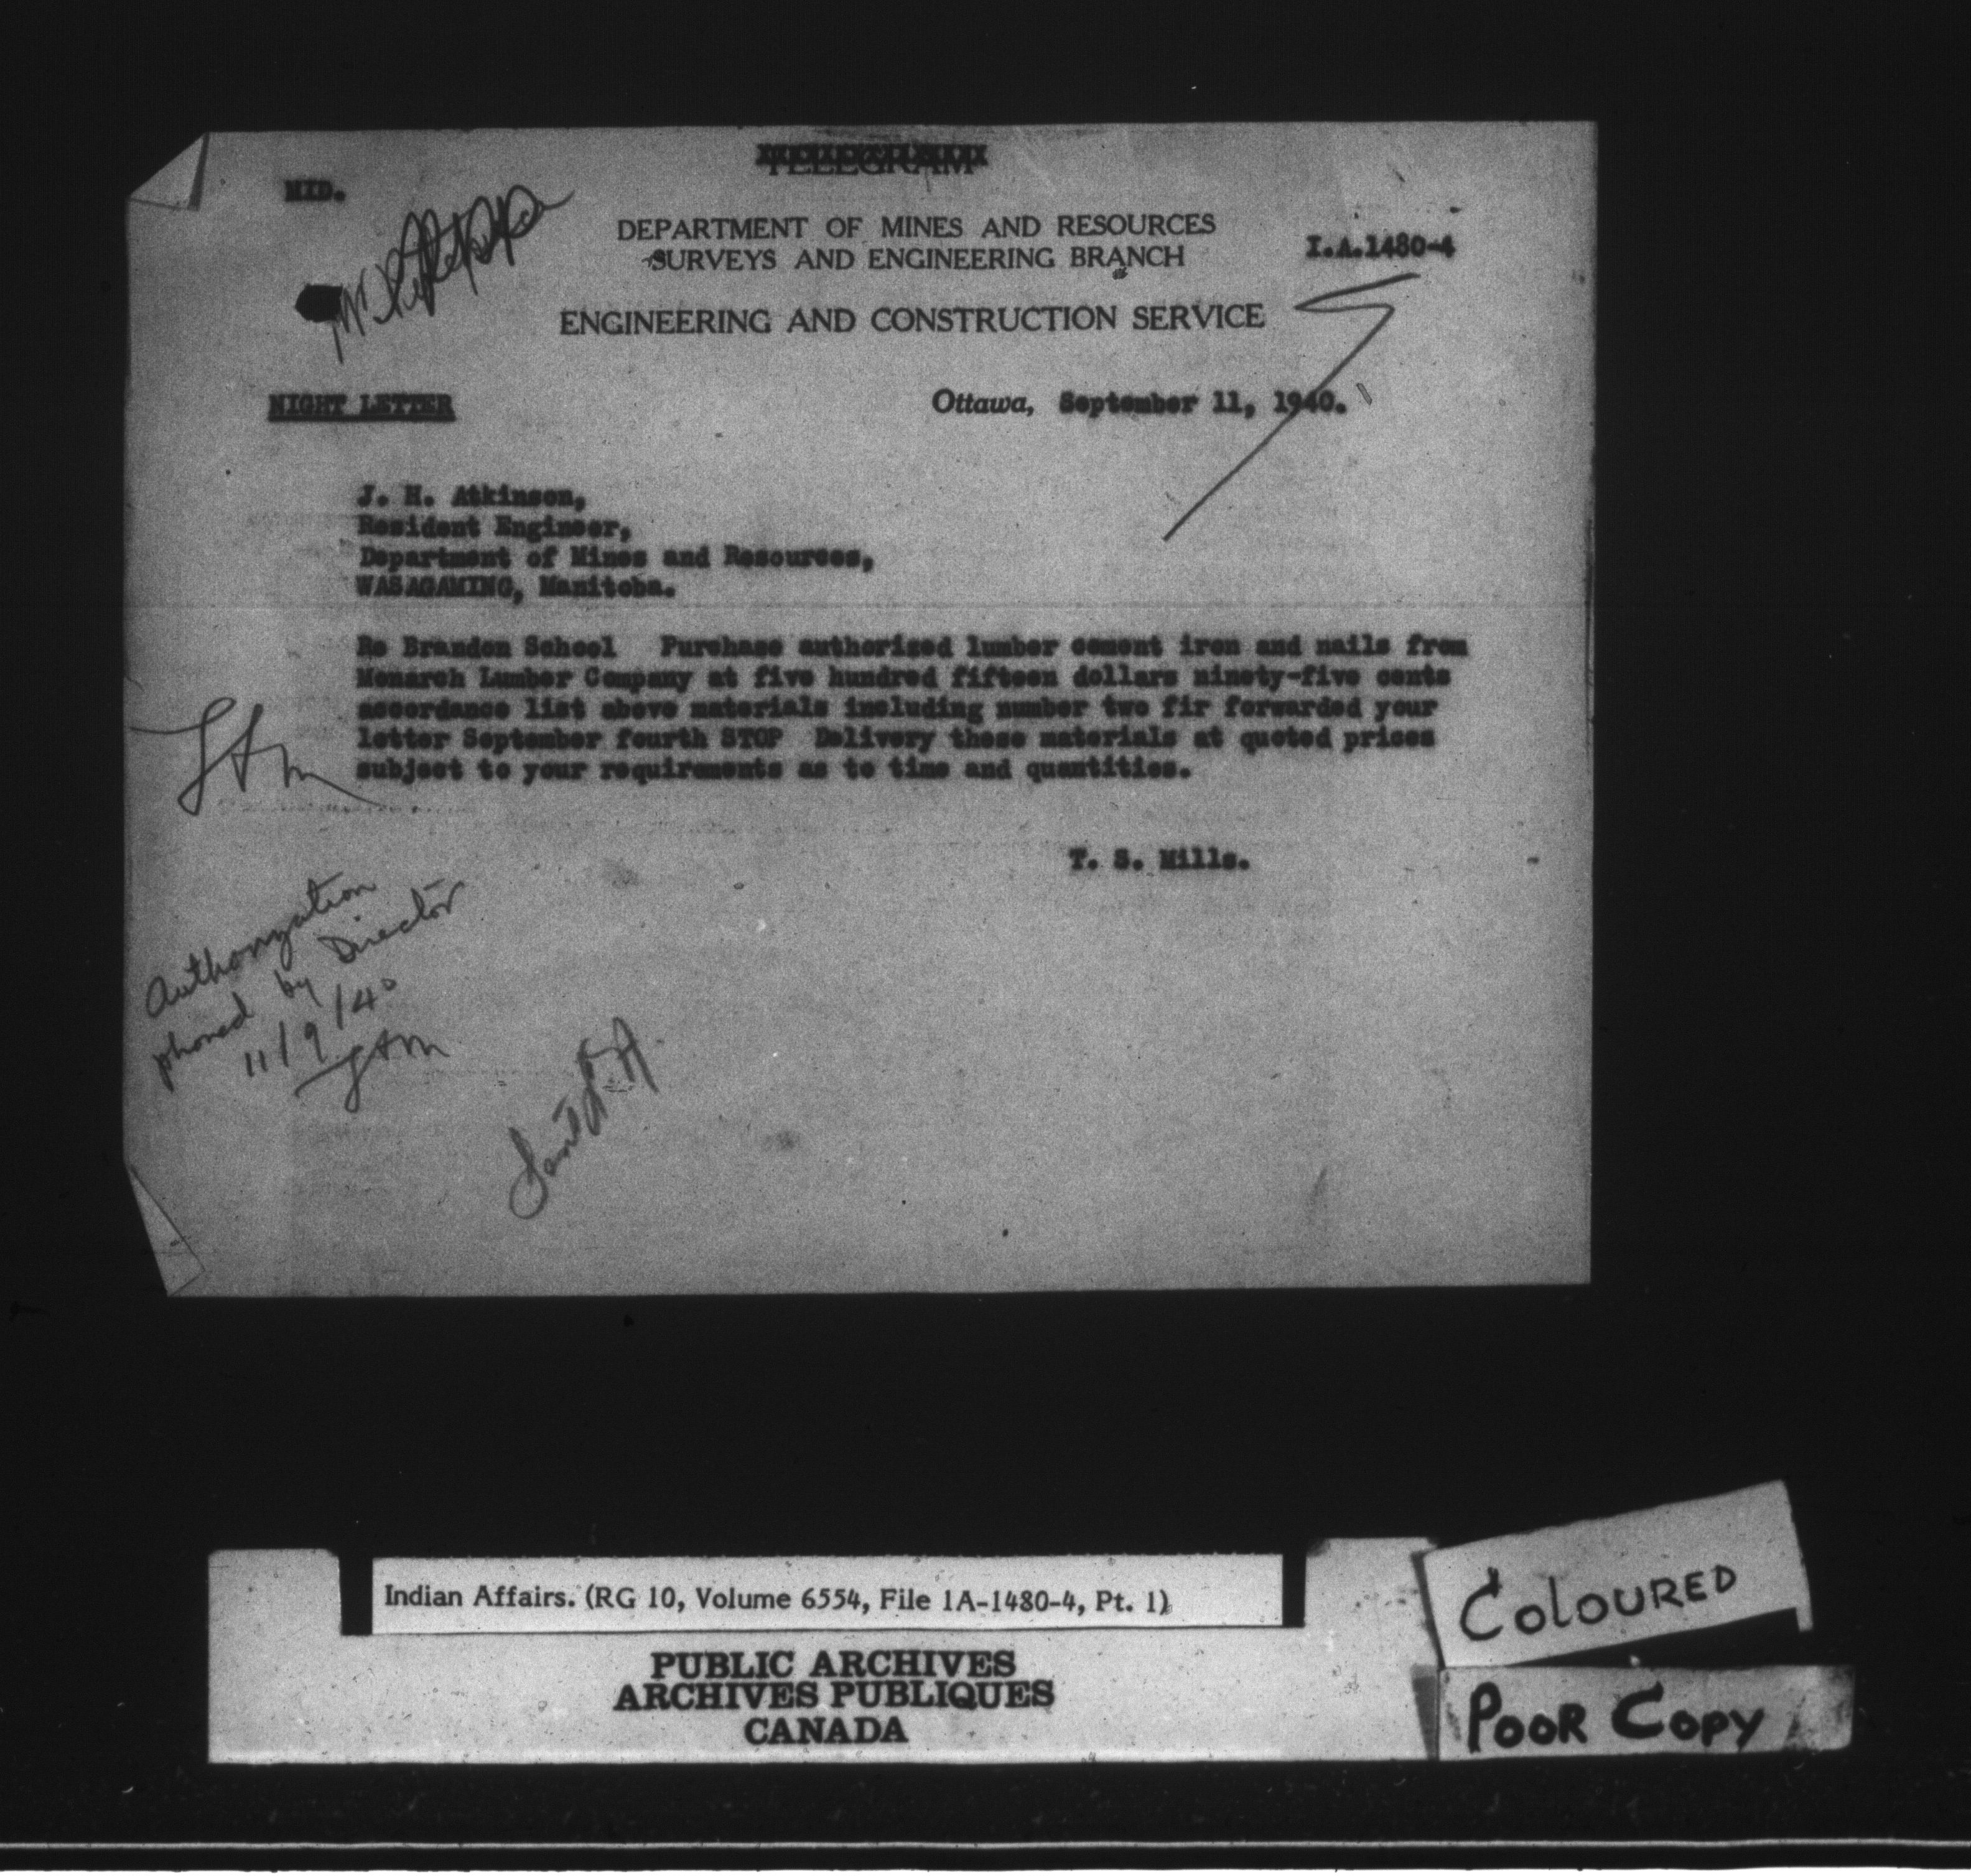 TELEGRAM
MID.
DEPARTMENT OF MINES AND RESOURCES
SURVEYS AND ENGINEERING BRANCH
I.A.1480-4
ENGINEERING AND CONSTRUCTION SERVICE
NIGHT LETTER
Ottawa, September 11, 1940.
J. H. Atkinson,
Resident Engineer,
Department of Mines and Resources,
WASAGAMING, Manitoba.
Re Brandon School Purchase authorized lumber cement iron and nails from
Monarch Lumber Company at five hundred fifteen dollars ninety-five cents
accordance list above materials including number two fir forwarded your
letter September fourth STOP Delivery these materials at quoted prices
subject to your requirements as to time and quantities.
T. S. Mills.
Authorization
phoned by Director
11/9/40
Indian Affairs. (RG 10, Volume 6554, File 1A-1480-4, Pt. 1)
PUBLIC ARCHIVES
ARCHIVES PUBLIQUES
CANADA
COLOURED
POOR COPY